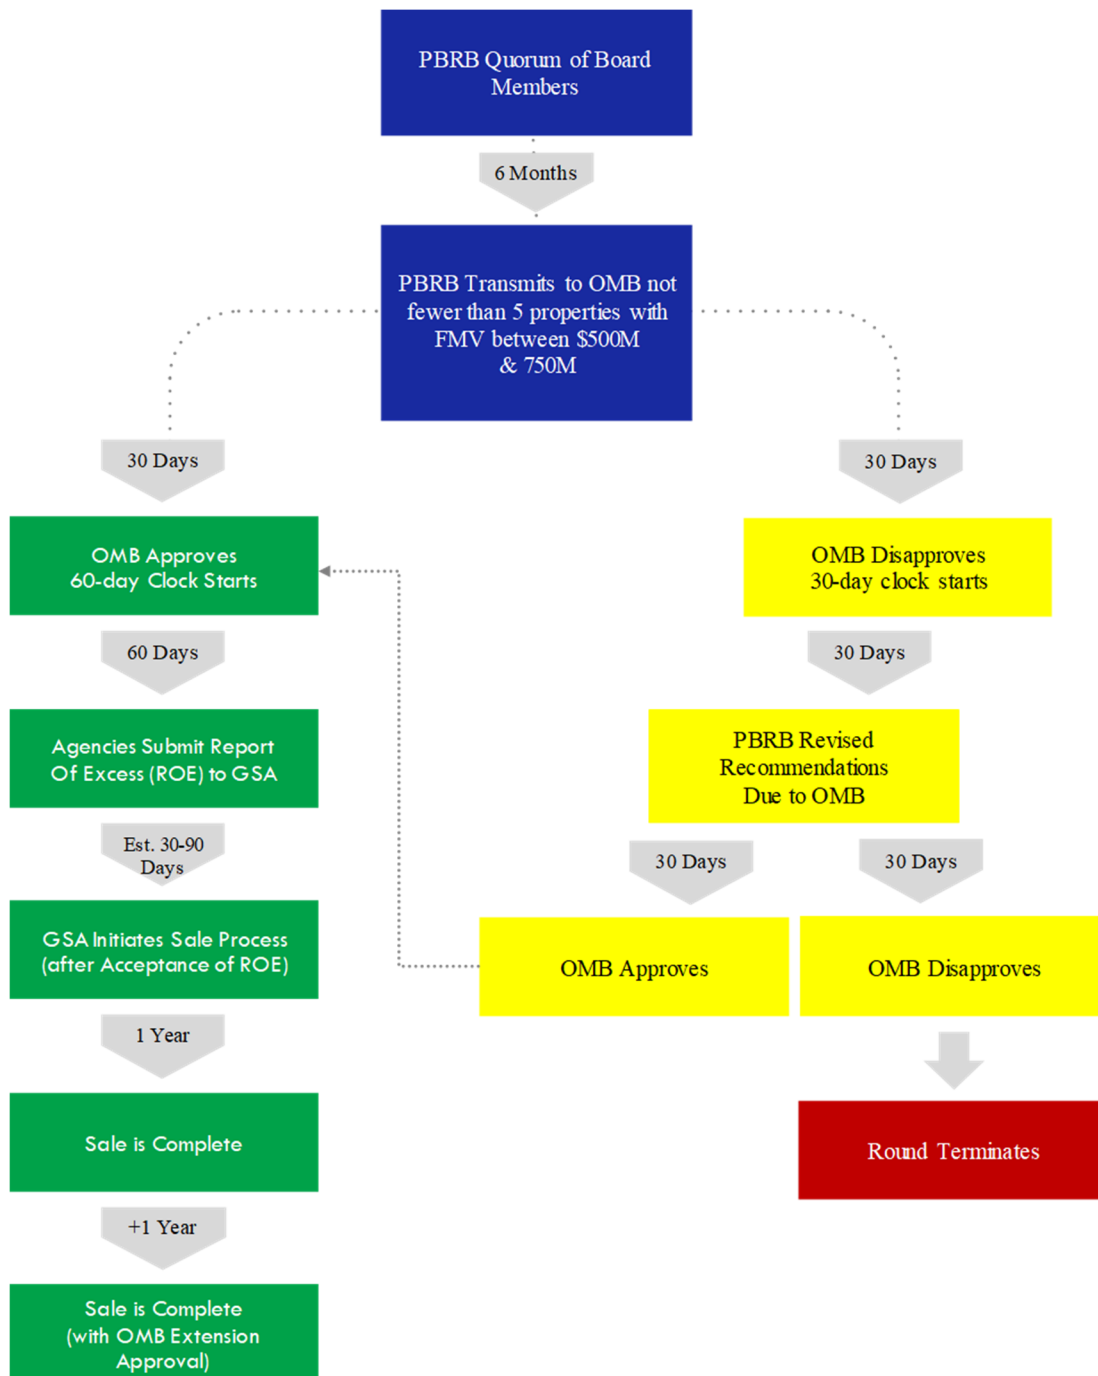 PBRB Quorum of Board
Members
6 Months
PBRB Transmits to OMB not
fewer than 5 properties with
FMV between $500M
& 750M
30 Days
30 Days
OMB Approves
60-day Clock Starts
OMB Disapproves
30-day clock starts
60 Days
30 Days
Agencies Submit Report
Of Excess (ROE) to GSA
PBRB Revised
Recommendations
Due to OMB
Est. 30-90
Days
30 Days
30 Days
GSA Initiates Sale Process
(after Acceptance of ROE)
OMB Approves
OMB Disapproves
1 Year
Sale is Complete
Round Terminates
+1 Year
Sale is Complete
(with OMB Extension
Approval)